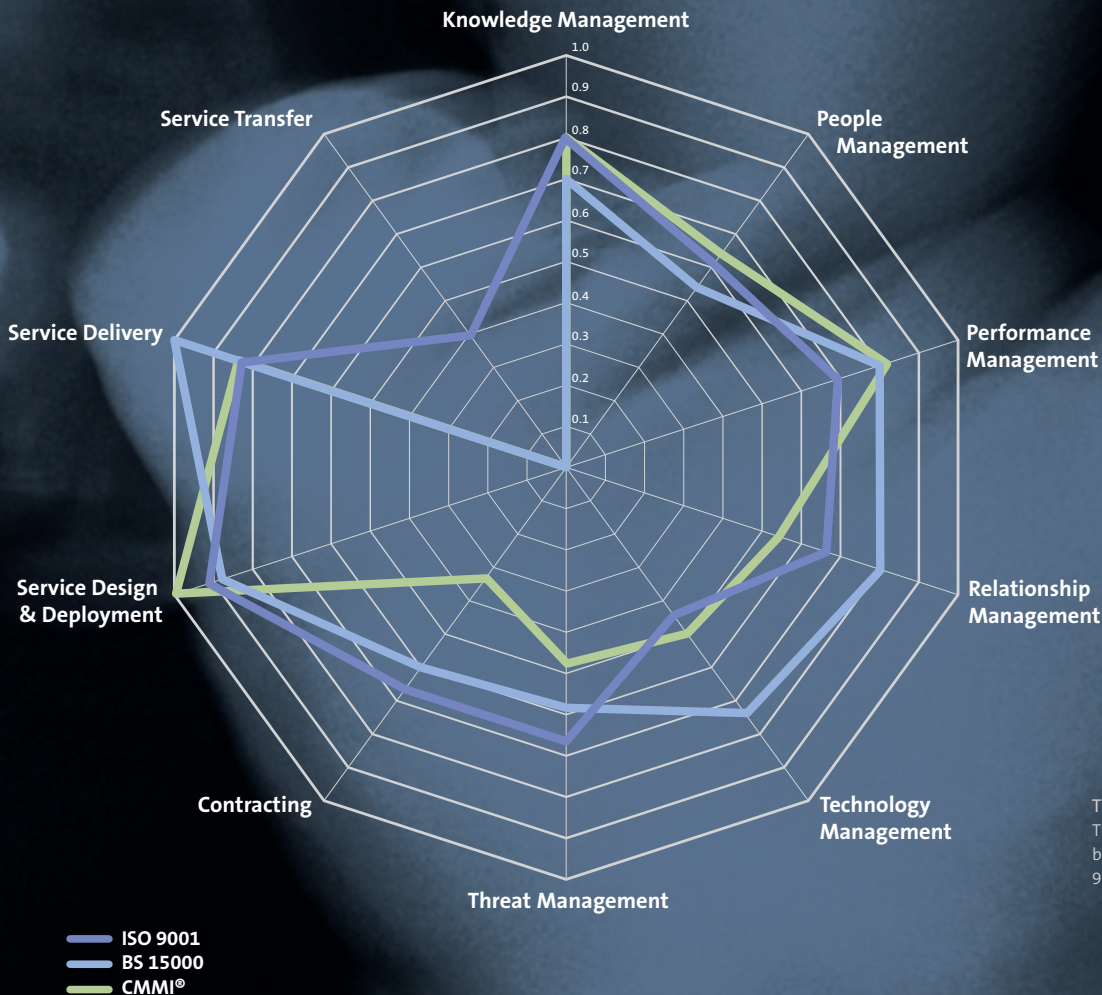 Knowledge Management
1.0
0.9
0.8
0.7
0.6
0.5
0.4
0.3
0.2
0.1
Service Transfer
People
Management
Service Delivery
Performance
Management
Service Design
& Deployment
Relationship
Management
Contracting
Technology
Management
Threat Management
T
T
b
9
ISO 9001
BS 15000
CMMI®